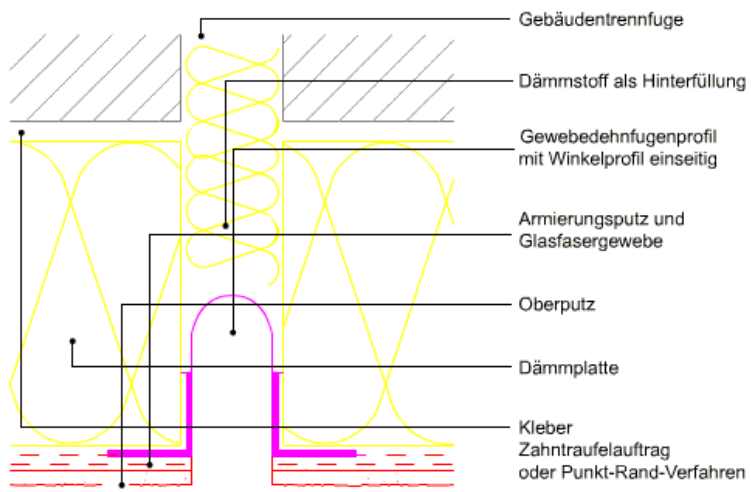 Gebäudentrennfuge
Dämmstoff als Hinterfüllung
Gewebedehnfugenprofil
mit Winkelprofil einseitig
Armierungsputz und
Glasfasergewebe
Oberputz
Dämmplatte
Kleber
Zahntraufelauftrag
oder Punkt-Rand-Verfahren